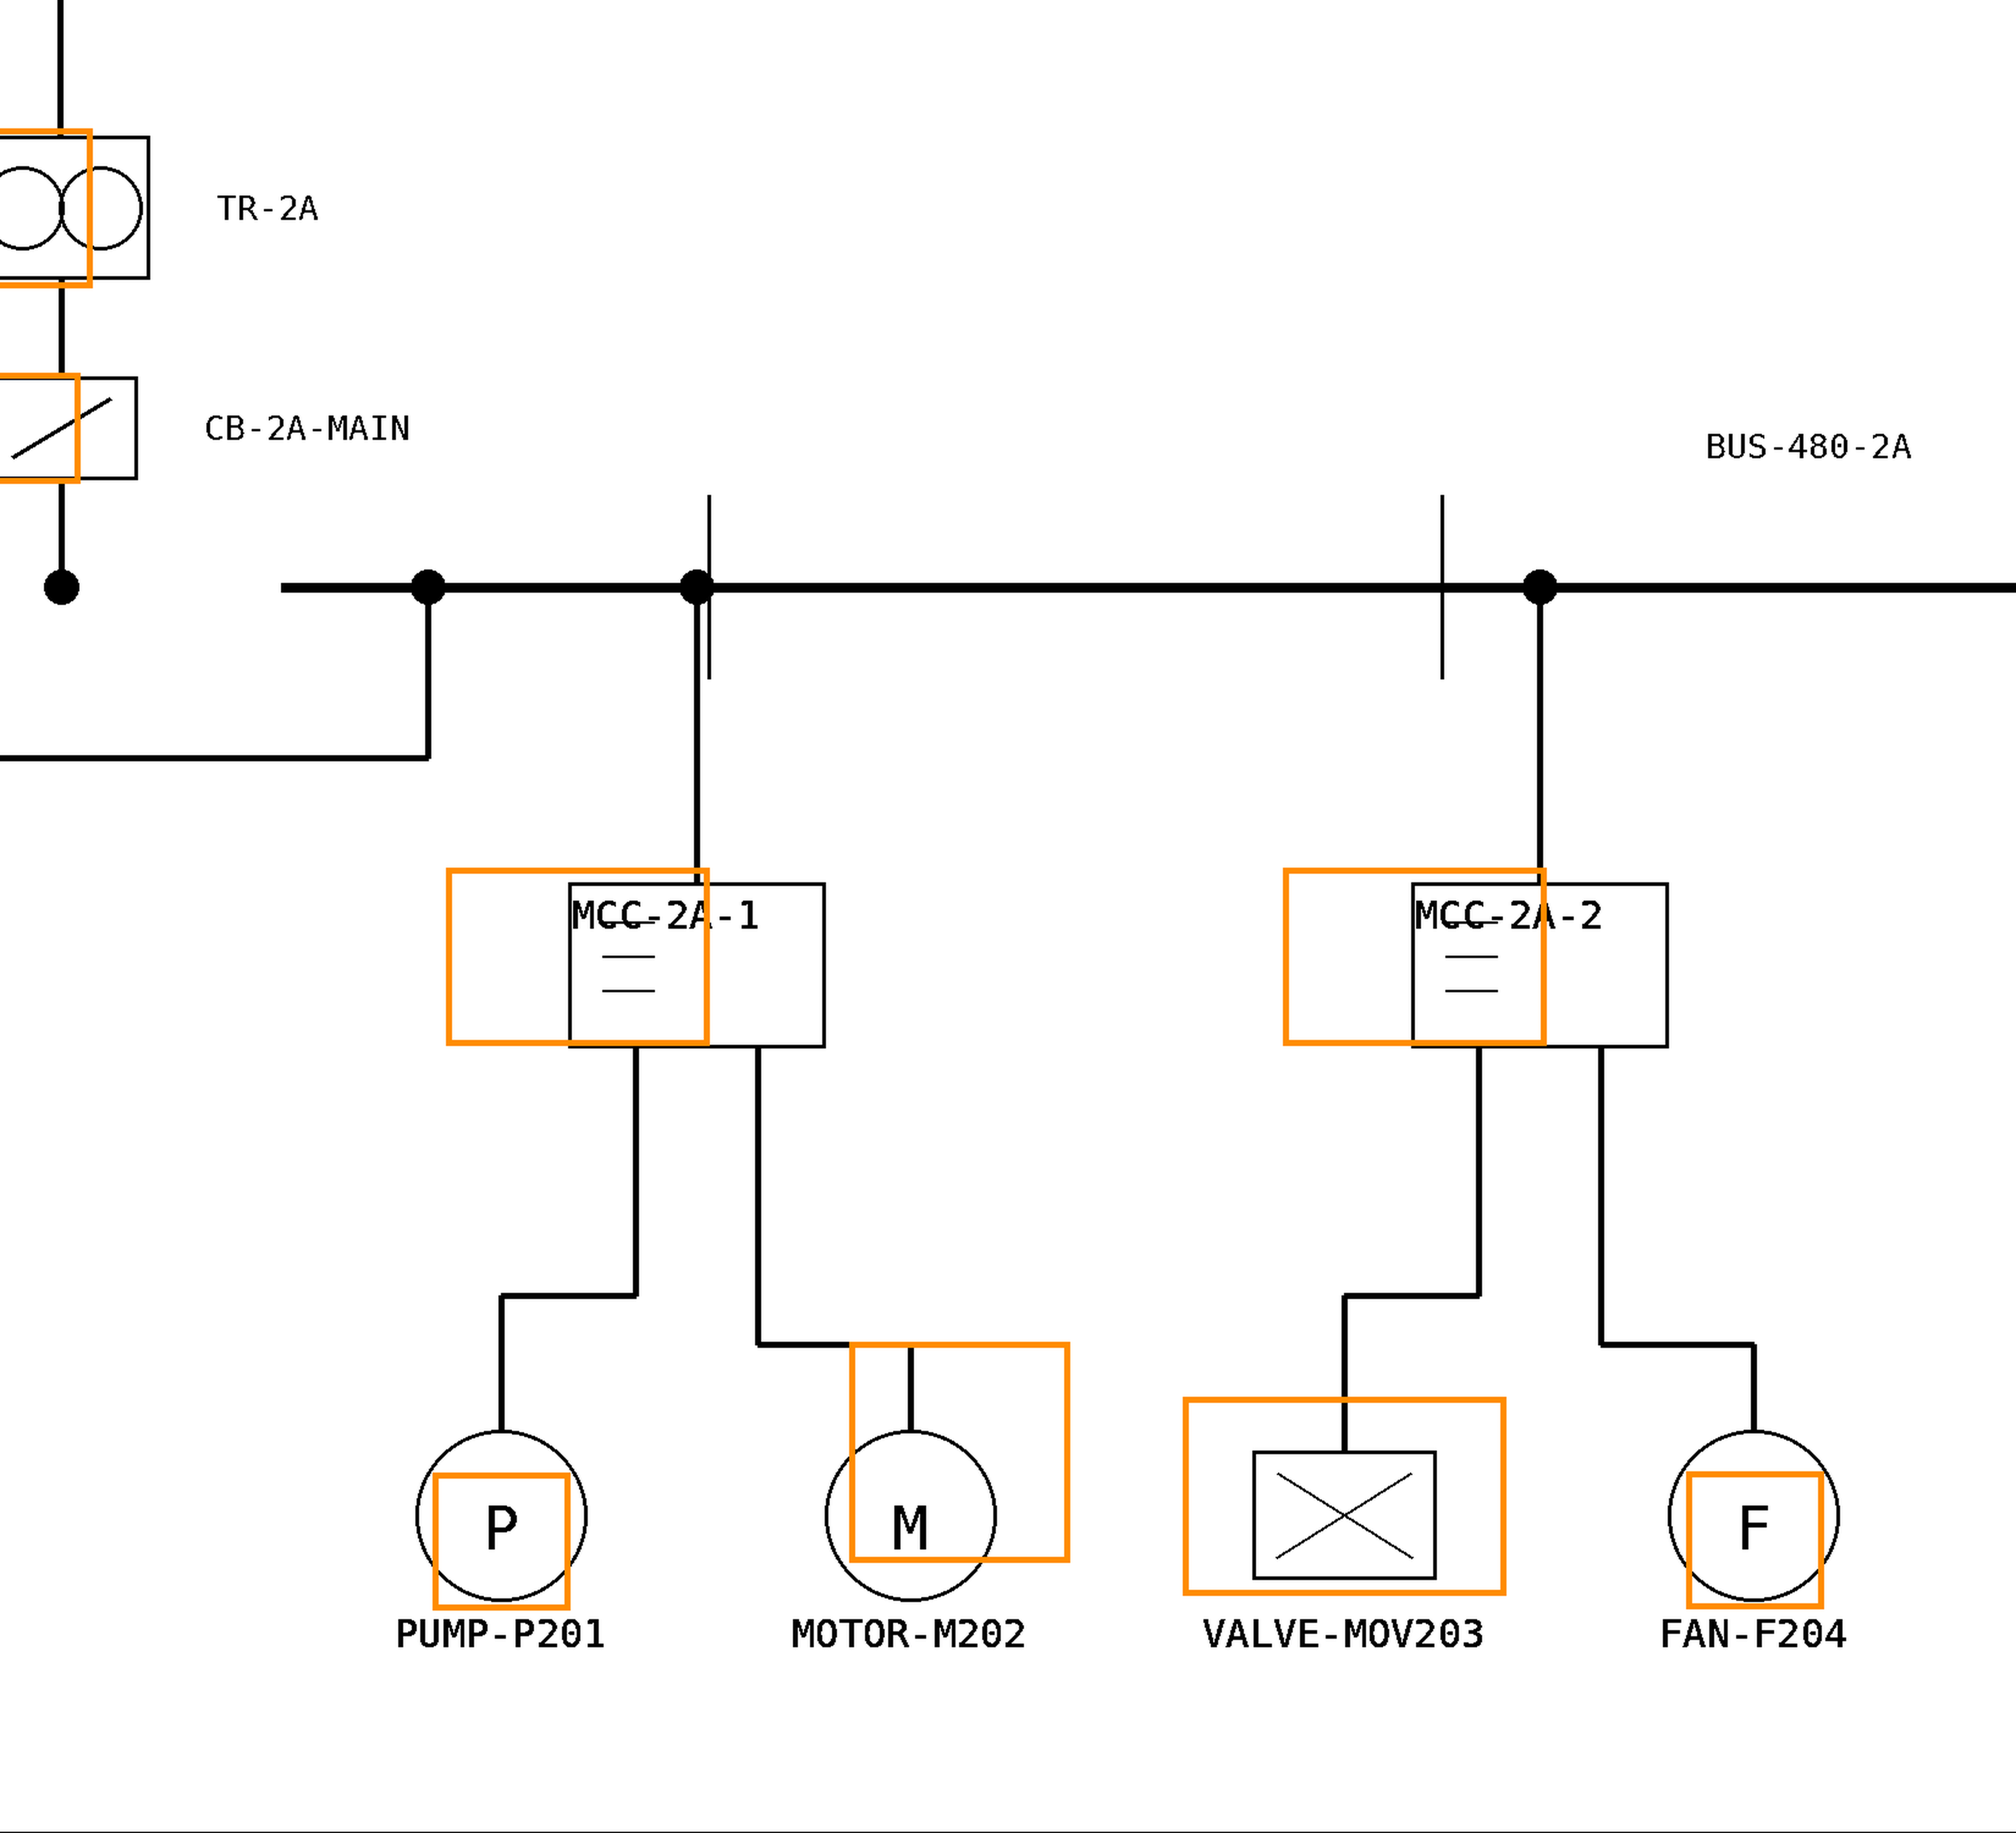 TR-2A
CB-2A-MAIN
BUS-480-2A
MCC-2A-1
MCC-2A-2
P
M
F
PUMP-P201
MOTOR-M202
VALVE-MOV203
FAN-F204